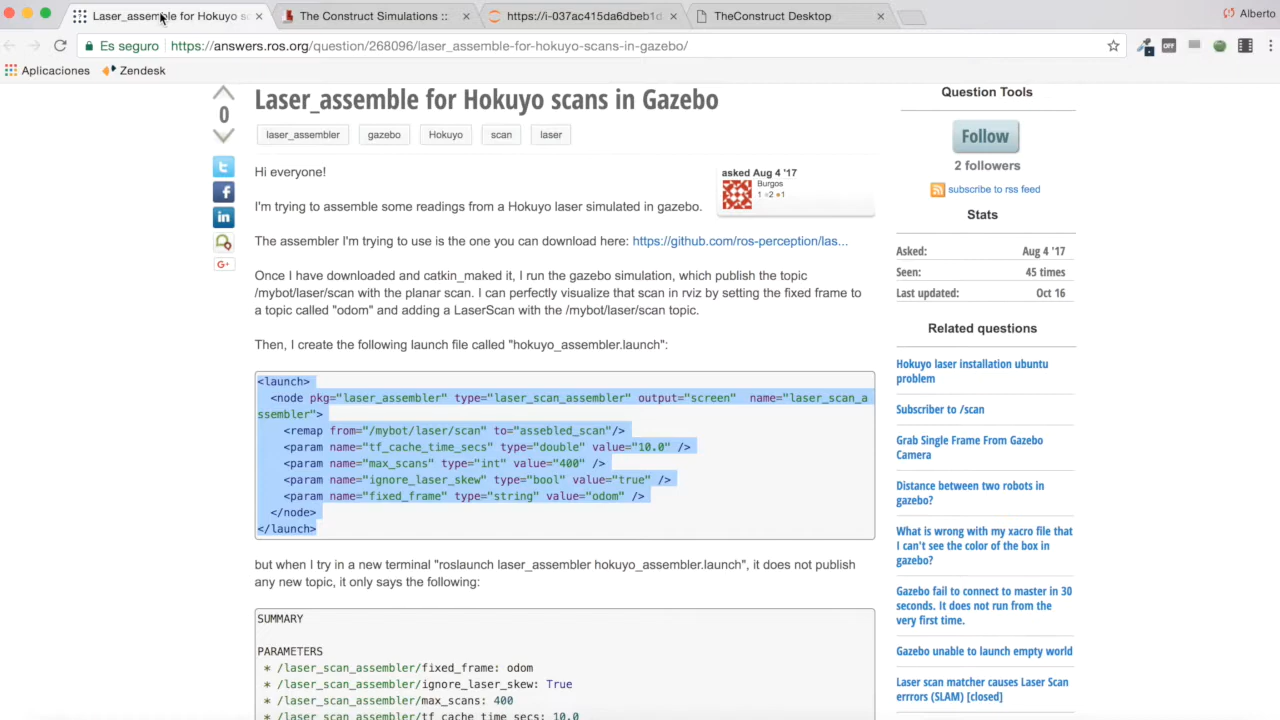 Laser_assemble for Hokuyo sc
The Construct Simulations ::
https://i-037ac415da6dbeb1d
TheConstruct Desktop
Alberto
Es seguro
https://answers.ros.org/question/268096/laser_assemble-for-hokuyo-scans-in-gazebo/
OFF
Aplicaciones
Zendesk
0
Laser_assemble for Hokuyo scans in Gazebo
laser_assembler
gazebo
Hokuyo
scan
laser
Hi everyone!
asked Aug 4 '17
Burgos
1 ●2 ●1
I'm trying to assemble some readings from a Hokuyo laser simulated in gazebo.
The assembler I'm trying to use is the one you can download here: https://github.com/ros-perception/las...
Once I have downloaded and catkin_maked it, I run the gazebo simulation, which publish the topic
/mybot/laser/scan with the planar scan. I can perfectly visualize that scan in rviz by setting the fixed frame to
a topic called "odom" and adding a LaserScan with the /mybot/laser/scan topic.
Then, I create the following launch file called "hokuyo_assembler.launch":
<launch>
<node pkg="laser_assembler" type="laser_scan_assembler" output="screen" name="laser_scan_a
ssembler">
<remap from="/mybot/laser/scan" to="assebled_scan"/>
<param name="tf_cache_time_secs" type="double" value="10.0" />
<param name="max_scans" type="int" value="400" />
<param name="ignore_laser_skew" type="bool" value="true" />
<param name="fixed_frame" type="string" value="odom" />
</node>
</launch>
but when I try in a new terminal "roslaunch laser_assembler hokuyo_assembler.launch", it does not publish
any new topic, it only says the following:
SUMMARY
PARAMETERS
* /laser_scan_assembler/fixed_frame: odom
* /laser_scan_assembler/ignore_laser_skew: True
* /laser_scan_assembler/max_scans: 400
* /laser_scan_assembler/tf_cache_time_secs: 10.0
Question Tools
Follow
2 followers
subscribe to rss feed
Stats
Asked: Aug 4 '17
Seen: 45 times
Last updated: Oct 16
Related questions
Hokuyo laser installation ubuntu
problem
Subscriber to /scan
Grab Single Frame From Gazebo
Camera
Distance between two robots in
gazebo?
What is wrong with my xacro file that
I can't see the color of the box in
gazebo?
Gazebo fail to connect to master in 30
seconds. It does not run from the
very first time.
Gazebo unable to launch empty world
Laser scan matcher causes Laser Scan
errrors (SLAM) [closed]